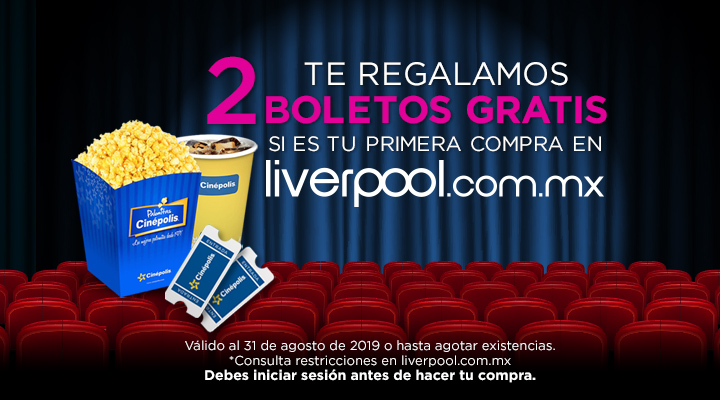 TE REGALAMOS
2 BOLETOS GRATIS
SI ES TU PRIMERA COMPRA EN
liverpool.com.mx
Palomitas
Cinépolis
Cinépolis
Cinépolis
ENTRADA
Cinépolis
ENTRADA
Cinépolis
Válido al 31 de agosto de 2019 o hasta agotar existencias.
*Consulta restricciones en liverpool.com.mx
Debes iniciar sesión antes de hacer tu compra.